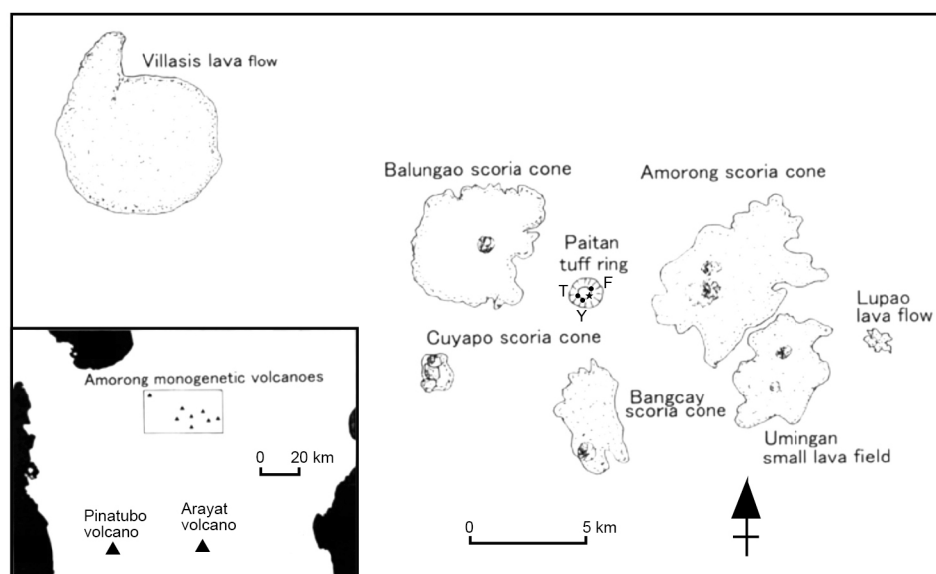 Villasis lava flow
Balungao scoria cone
Amorong scoria cone
Paitan
tuff ring
T
F
Y
Lupao
lava flow
Cuyapo scoria cone
Bangcay
scoria cone
Umingan
small lava field
0
5 km
Amorong monogenetic volcanoes
0
20 km
Pinatubo
volcano
Arayat
volcano